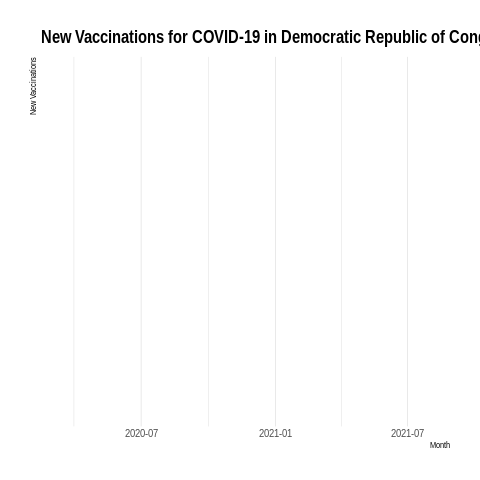 New Vaccinations for COVID-19 in Democratic Republic of Cong
New Vaccinations
2020-07
2021-01
2021-07
Month